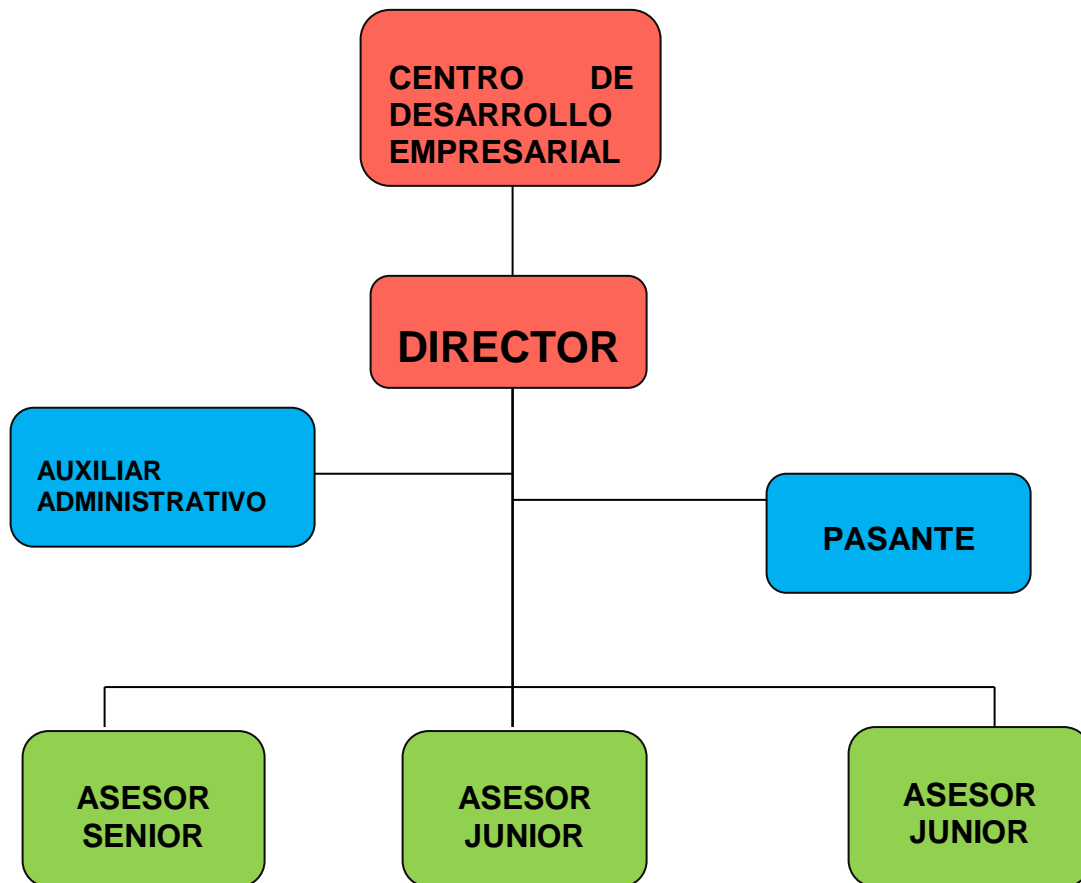 CENTRO DE
DESARROLLO
EMPRESARIAL
DIRECTOR
AUXILIAR
ADMINISTRATIVO
PASANTE
ASESOR
SENIOR
ASESOR
JUNIOR
ASESOR
JUNIOR